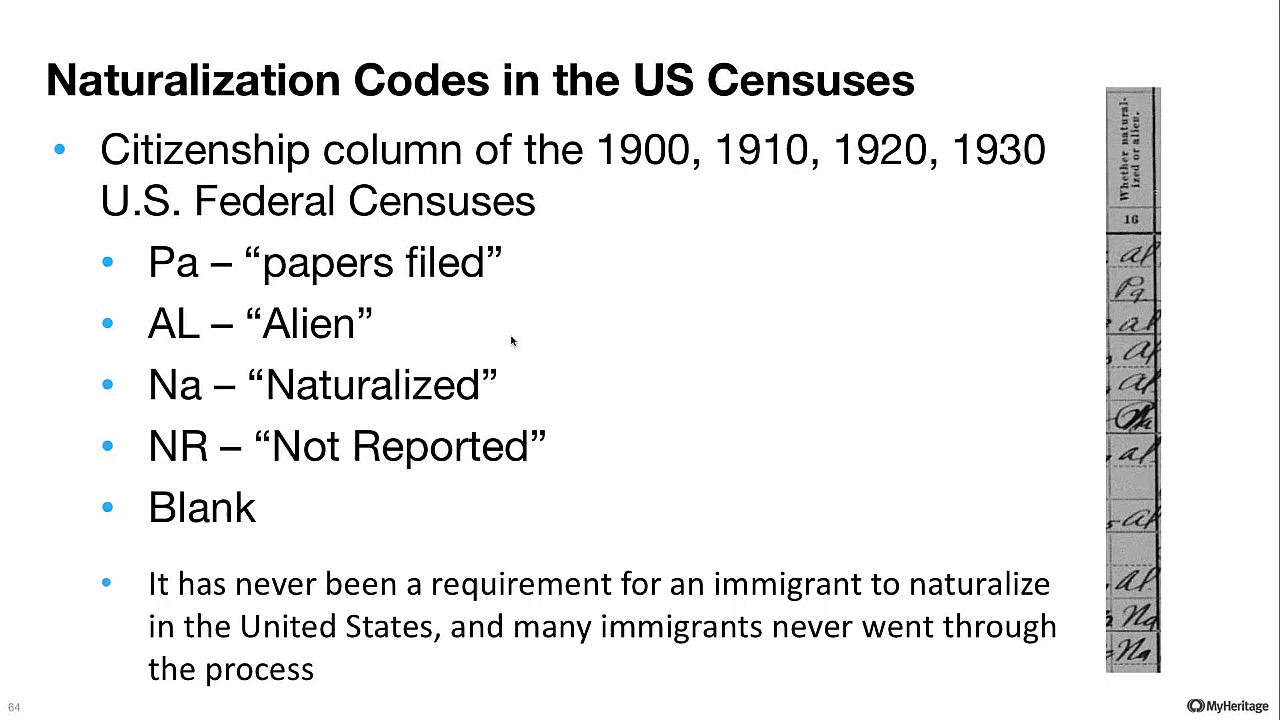 Naturalization Codes in the US Censuses
• Citizenship column of the 1900, 1910, 1920, 1930
U.S. Federal Censuses
• Pa – “papers filed”
• AL – “Alien”
• Na – “Naturalized”
• NR – “Not Reported”
• Blank
• It has never been a requirement for an immigrant to naturalize
in the United States, and many immigrants never went through
the process
Whether natural-
ized or alien.
16
al
Pa
al
al
al
Na
al
al
al
Na
Na
64
MyHeritage